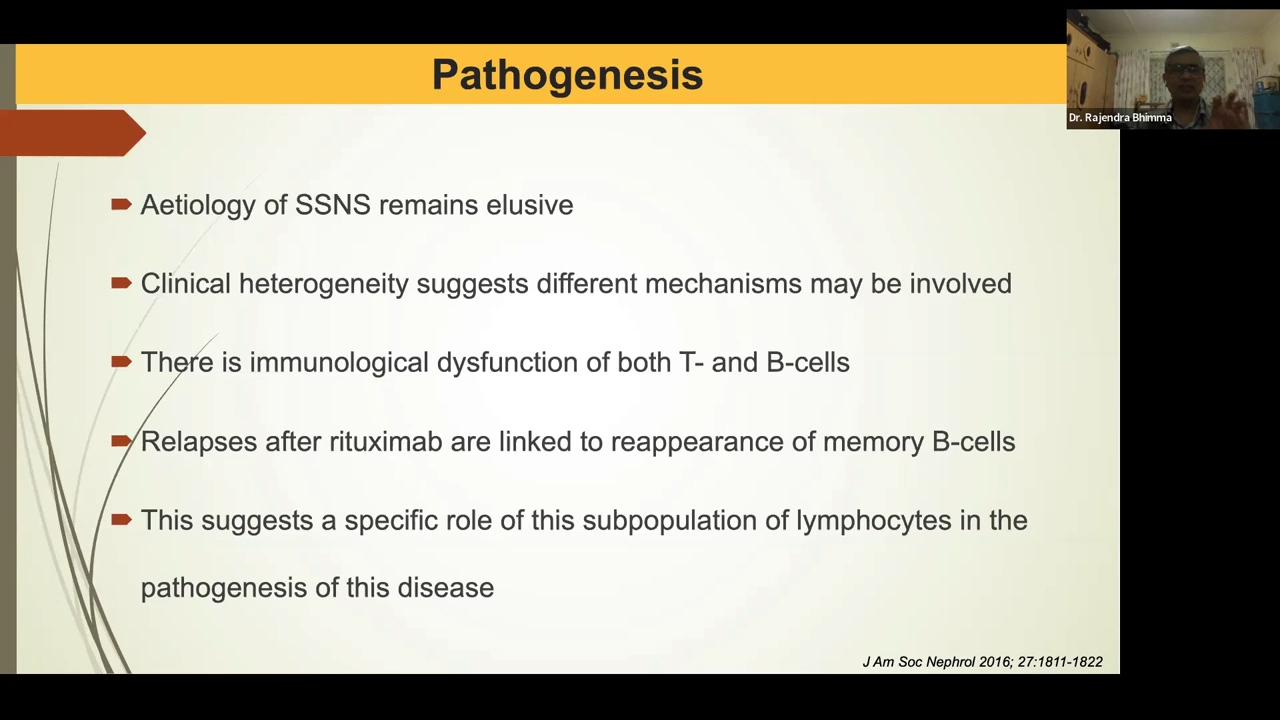 Pathogenesis
Dr. Rajendra Bhimma
Aetiology of SSNS remains elusive
Clinical heterogeneity suggests different mechanisms may be involved
There is immunological dysfunction of both T- and B-cells
Relapses after rituximab are linked to reappearance of memory B-cells
This suggests a specific role of this subpopulation of lymphocytes in the
pathogenesis of this disease
J Am Soc Nephrol 2016; 27:1811-1822